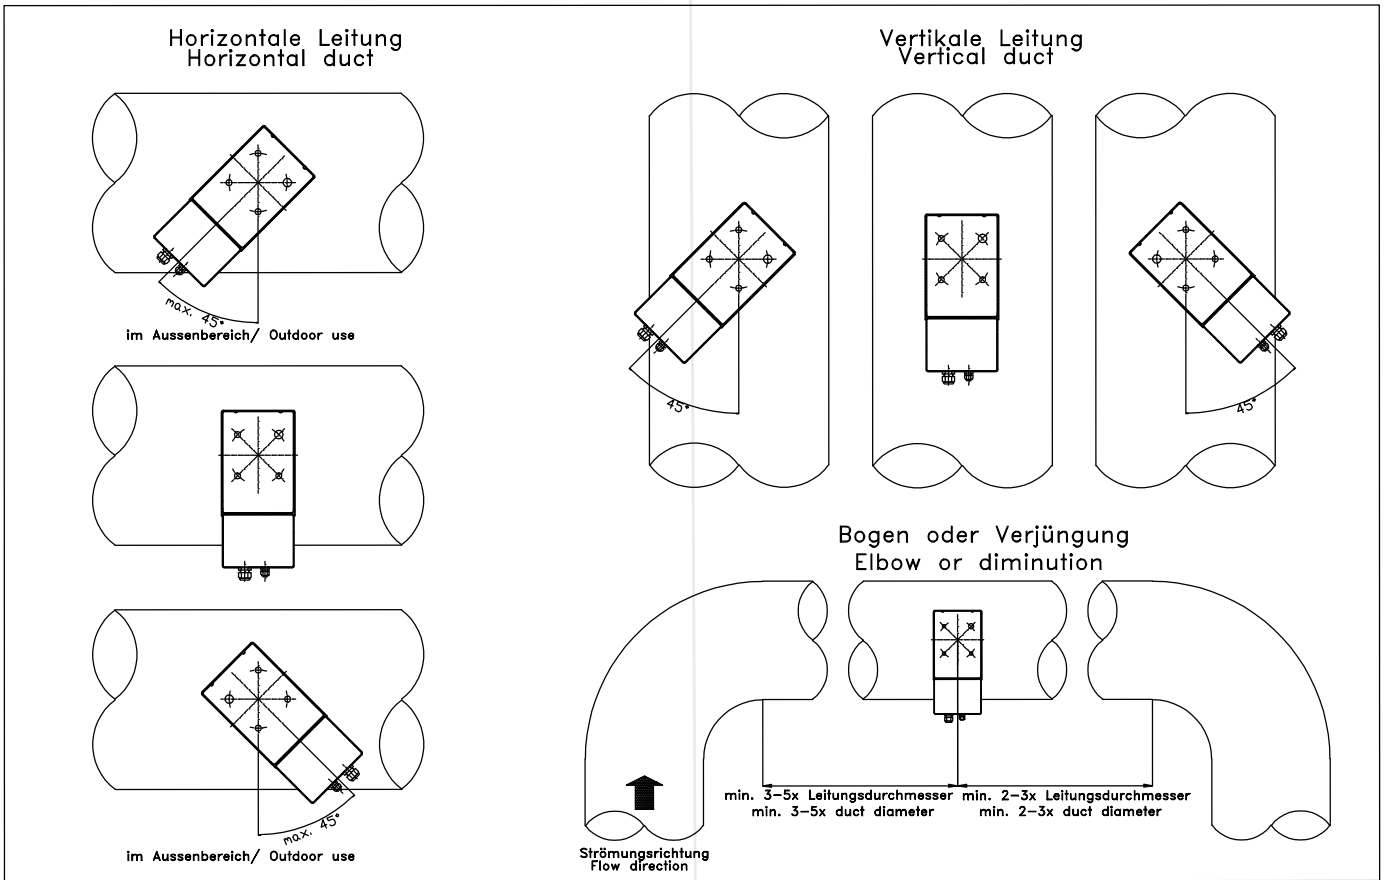 Horizontale Leitung
Horizontal duct
max. 45°
im Aussenbereich/ Outdoor use
max. 45°
im Aussenbereich/ Outdoor use
Vertikale Leitung
Vertical duct
45°
45°
Bogen oder Verjüngung
Elbow or diminution
min. 3-5x Leitungsdurchmesser
min. 3-5x duct diameter
min. 2-3x Leitungsdurchmesser
min. 2-3x duct diameter
Strömungsrichtung
Flow direction